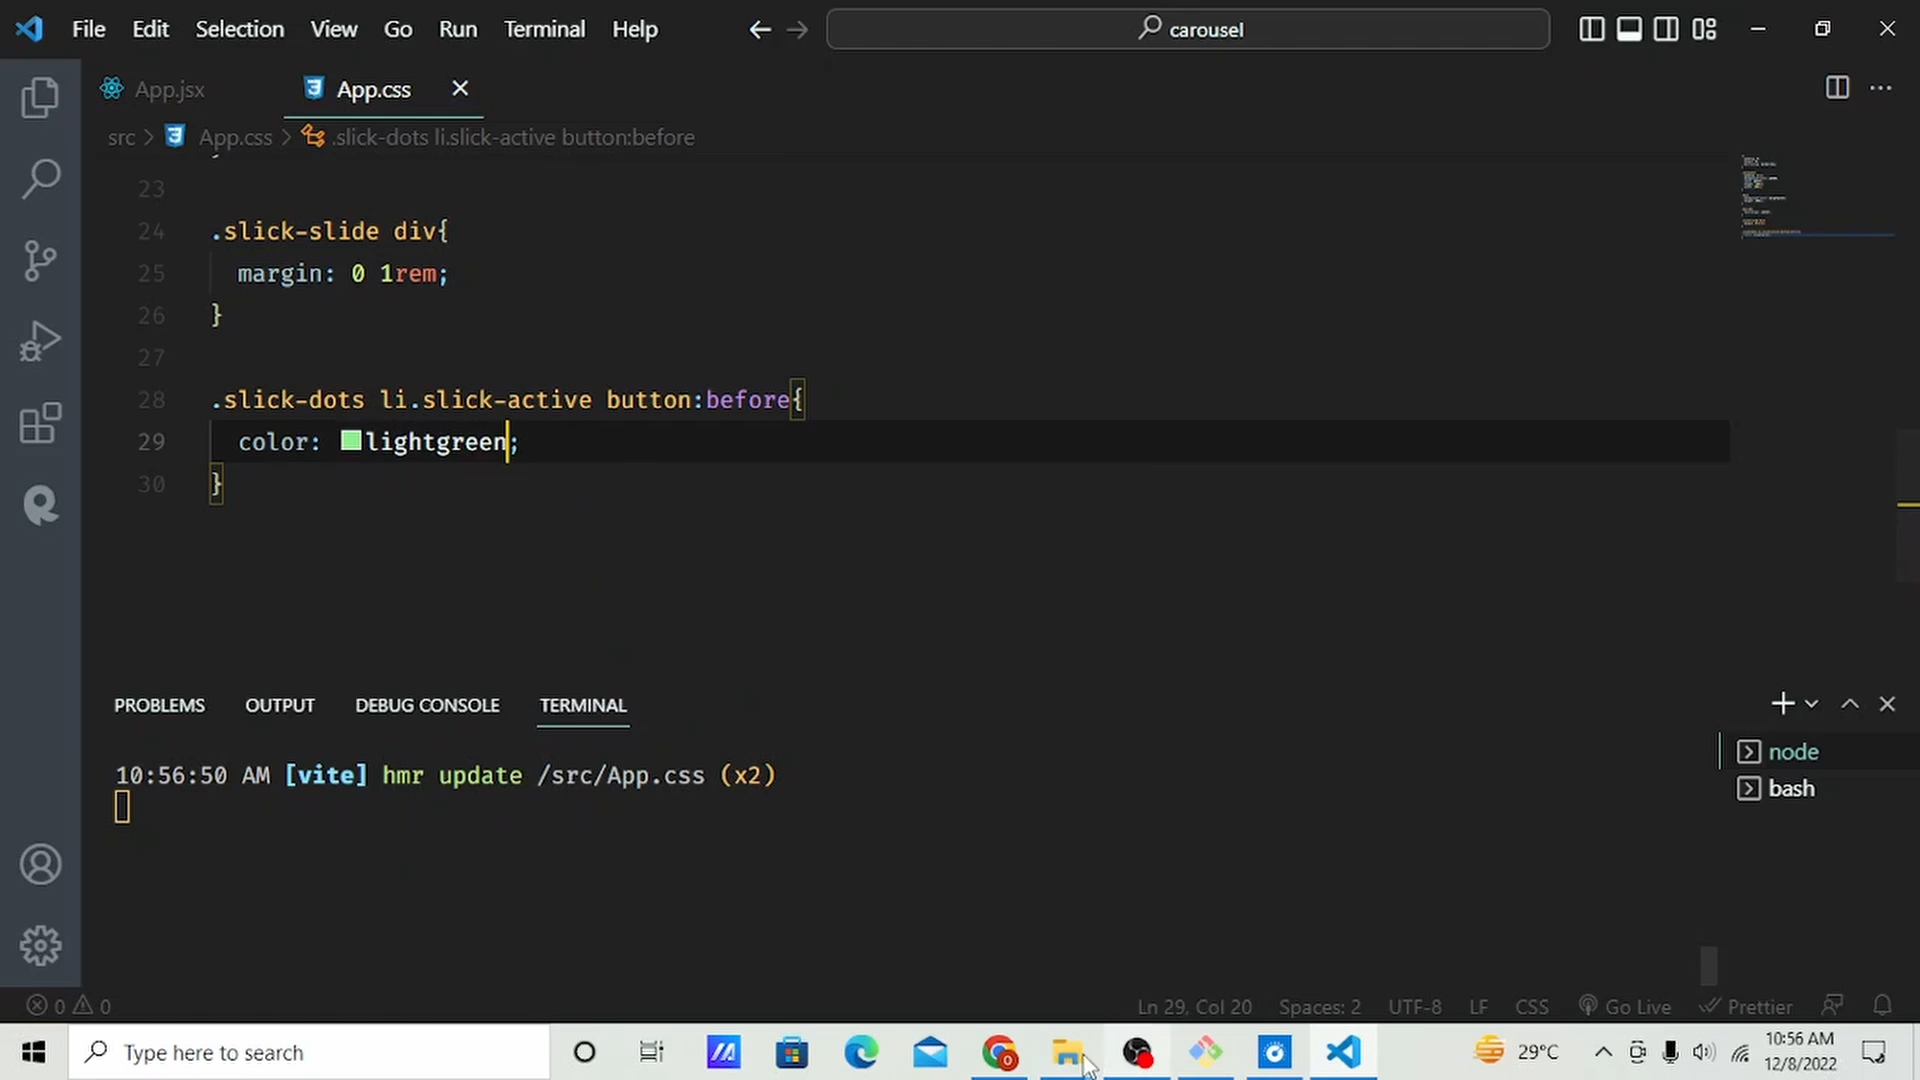 File Edit Selection View Go Run Terminal Help
carousel
App.jsx
App.css
src > App.css > .slick-dots li.slick-active button:before
23
24 .slick-slide div{
25 margin: 0 1rem;
26 }
27
28 .slick-dots li.slick-active button:before{
29 color: lightgreen;
30 }
PROBLEMS OUTPUT DEBUG CONSOLE TERMINAL
10:56:50 AM [vite] hmr update /src/App.css (x2)
node
bash
0 0
Ln 29, Col 20 Spaces: 2 UTF-8 LF CSS Go Live Prettier
Type here to search
29°C
10:56 AM
12/8/2022